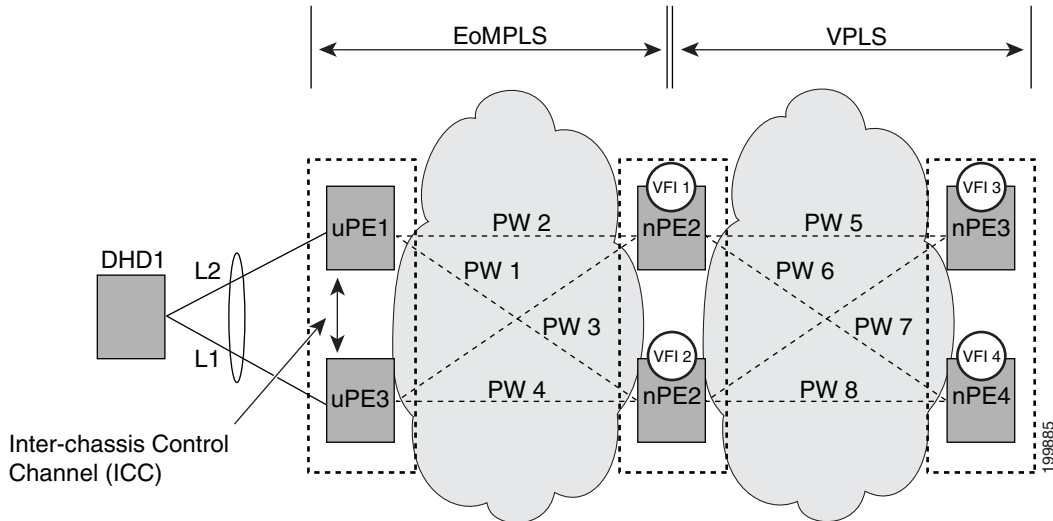 EoMPLS
VPLS
VFI 1
VFI 3
uPE1
PW 2
nPE2
PW 5
nPE3
DHD1
L2
PW 1
PW 6
PW 3
PW 7
L1
VFI 2
VFI 4
uPE3
PW 4
nPE2
PW 8
nPE4
Inter-chassis Control
Channel (ICC)
199885